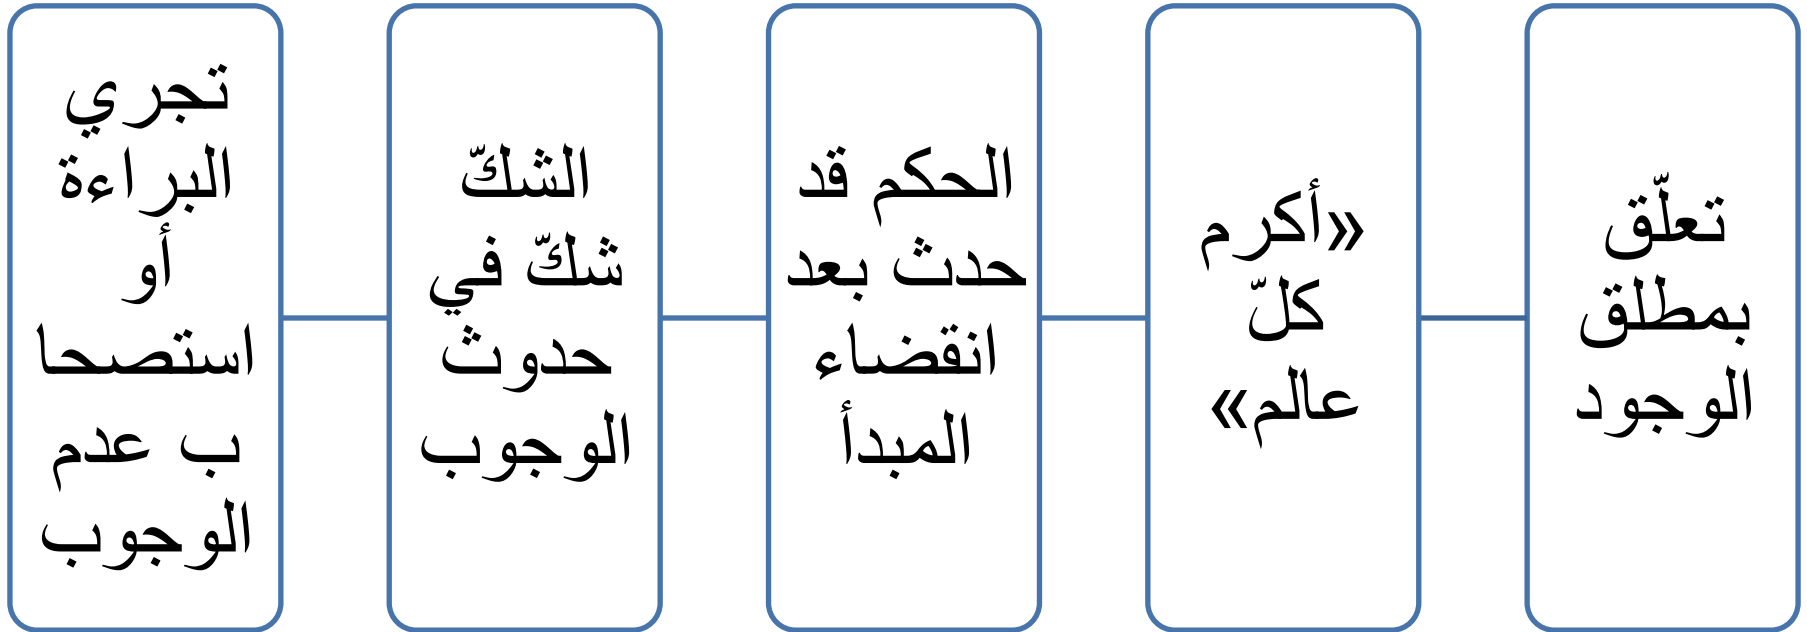 تعلّق
بمطلق
الوجود
«أكرم
كلّ
عالم»
الحكم قد
حدث بعد
انقضاء
المبدأ
الشكّ
شكّ في
حدوث
الوجوب
تجري
البراءة
أو
استصحا
ب عدم
الوجوب